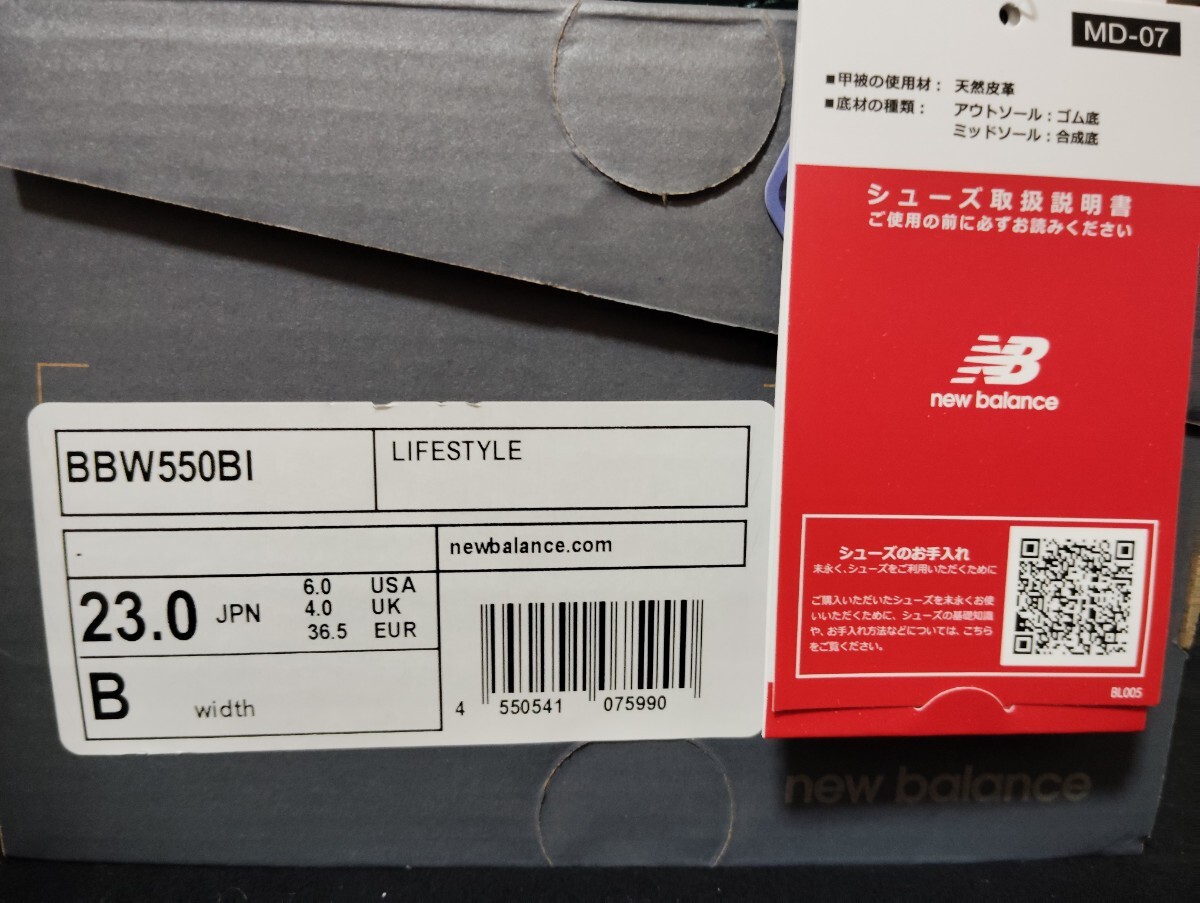 MD-07
■甲被の使用材： 天然皮革
■底材の種類： アウトソール：ゴム底
ミッドソール：合成底
シューズ取扱説明書
ご使用の前に必ずお読みください
NB
new balance
シューズのお手入れ
末永く、シューズをご利用いただくために
ご購入いただいたシューズを末永くお使
いいただくために、シューズの基礎知識
や、お手入れ方法などについては、こちら
をご覧ください。
BL005
BBW550BI
LIFESTYLE
-
newbalance.com
23.0 JPN
6.0 USA
4.0 UK
36.5 EUR
B width
4 550541 075990
new balance